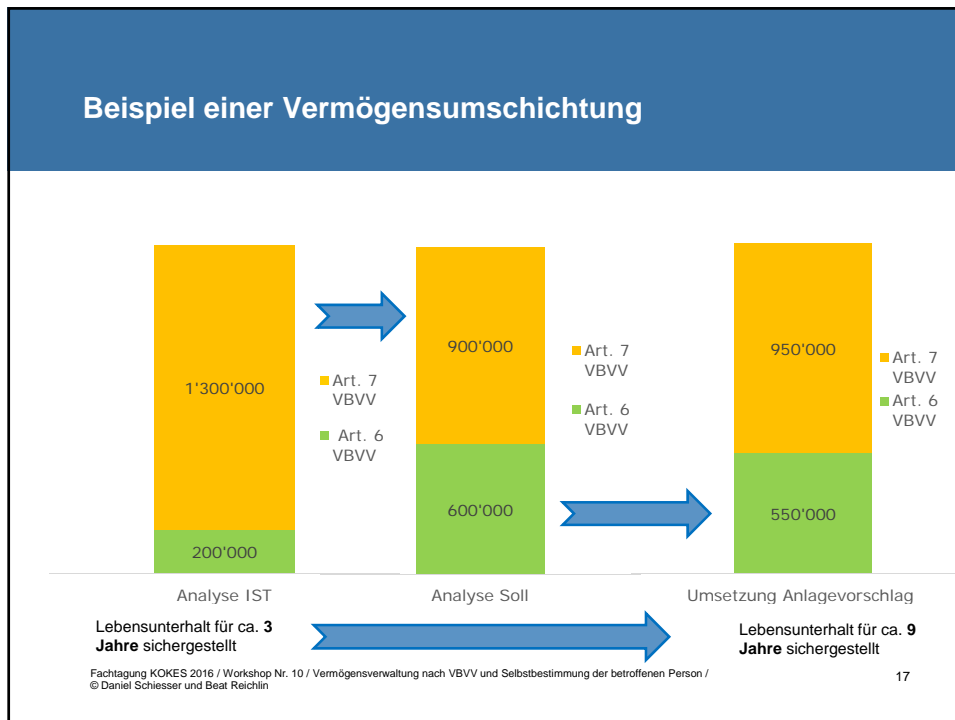 Beispiel einer Vermögensumschichtung
1'300'000
200'000
Art. 7
VBVV
Art. 6
VBVV
Analyse IST
900'000
600'000
Art. 7
VBVV
Art. 6
VBVV
Analyse Soll
950'000
550'000
Art. 7
VBVV
Art. 6
VBVV
Umsetzung Anlagevorschlag
Lebensunterhalt für ca. 3
Jahre sichergestellt
Lebensunterhalt für ca. 9
Jahre sichergestellt
Fachtagung KOKES 2016 / Workshop Nr. 10 / Vermögensverwaltung nach VBVV und Selbstbestimmung der betroffenen Person /
© Daniel Schiesser und Beat Reichlin
17